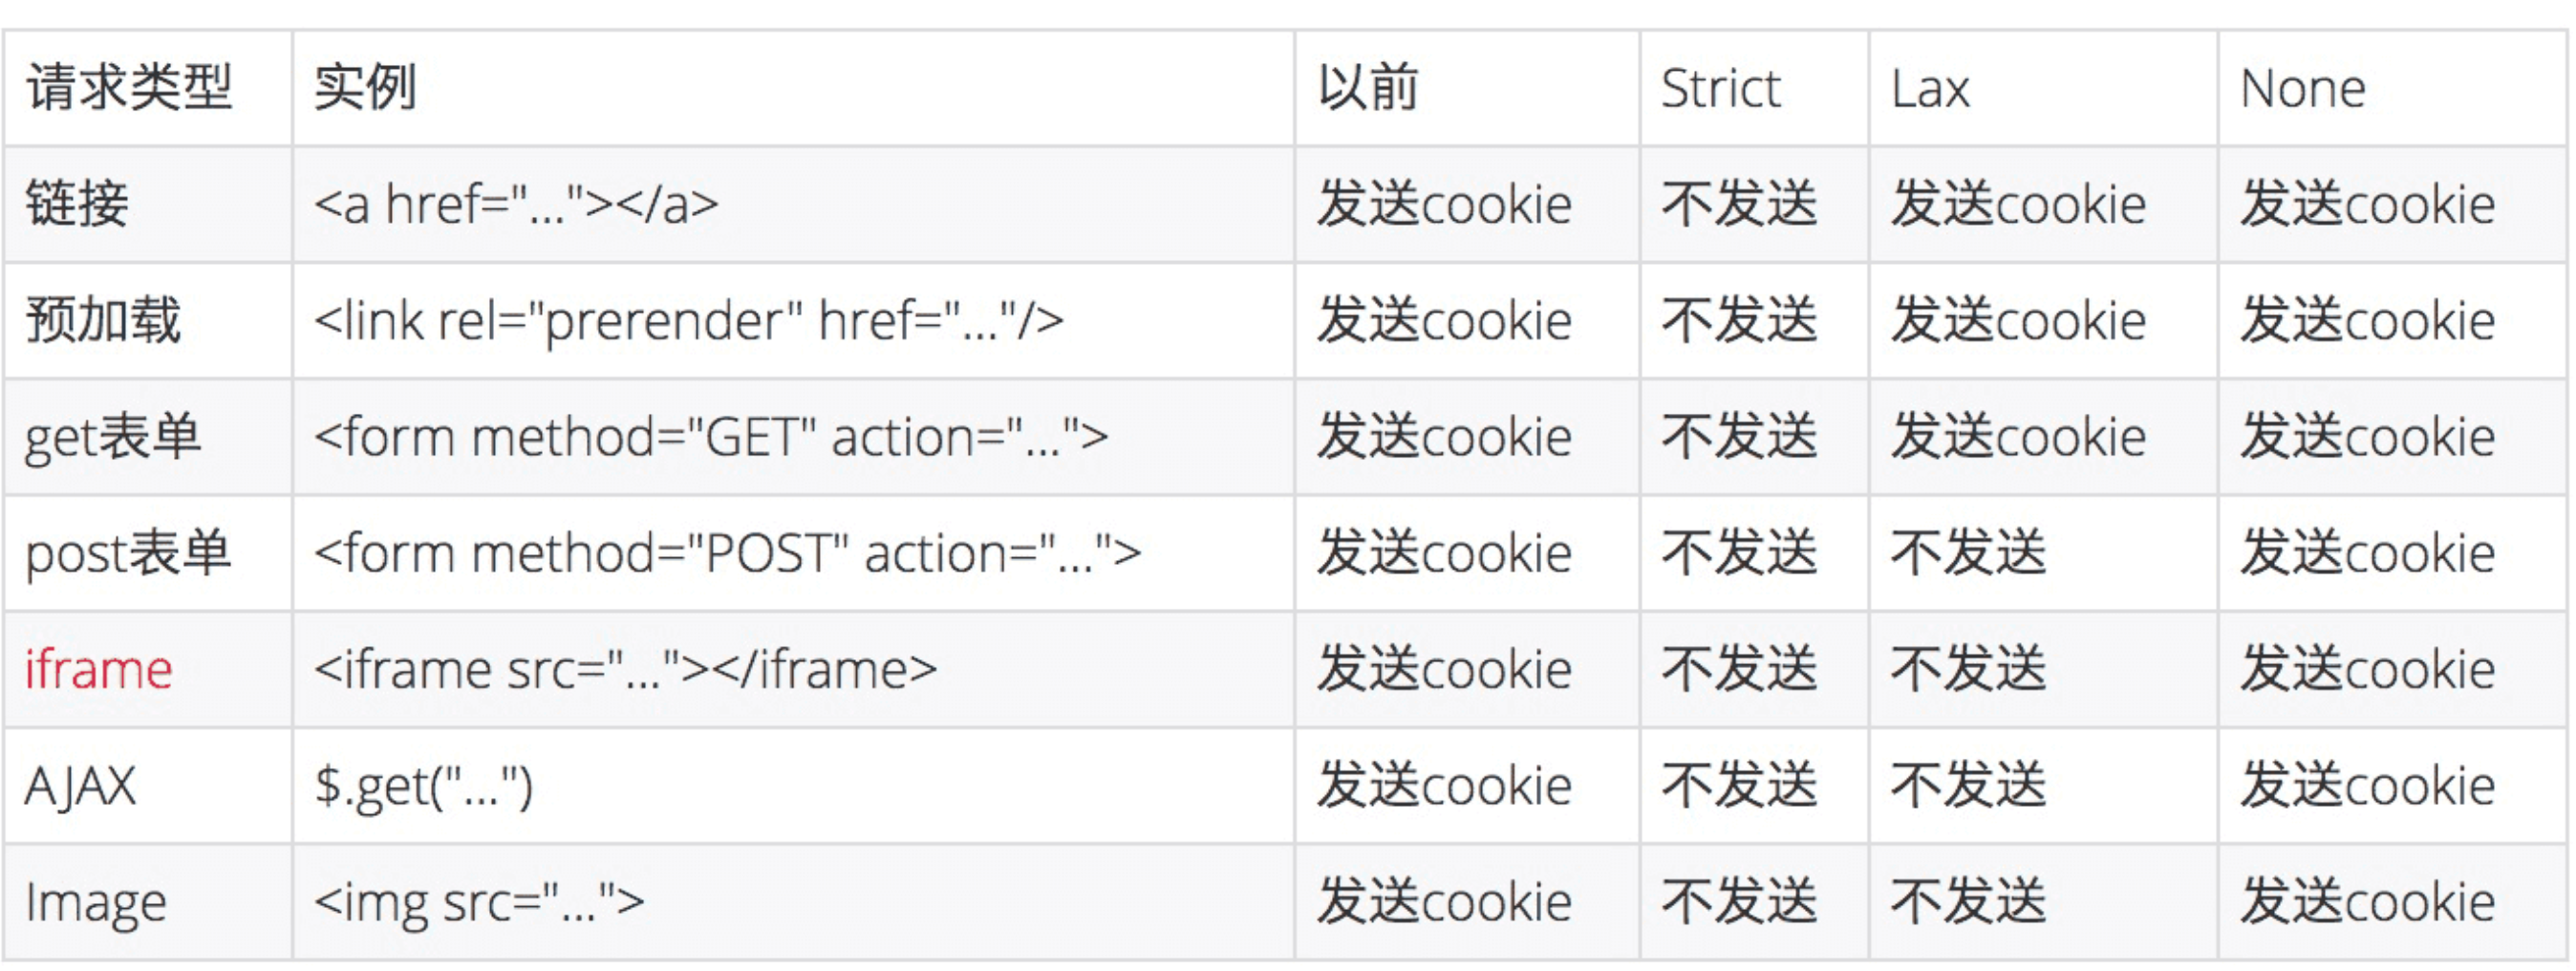 请求类型 实例 以前 Strict Lax None
链接 <a href="..."></a> 发送cookie 不发送 发送cookie 发送cookie
预加载 <link rel="prerender" href="..."/> 发送cookie 不发送 发送cookie 发送cookie
get表单 <form method="GET" action="..."> 发送cookie 不发送 发送cookie 发送cookie
post表单 <form method="POST" action="..."> 发送cookie 不发送 不发送 发送cookie
iframe <iframe src="..."></iframe> 发送cookie 不发送 不发送 发送cookie
AJAX $.get("...") 发送cookie 不发送 不发送 发送cookie
Image <img src="..."> 发送cookie 不发送 不发送 发送cookie